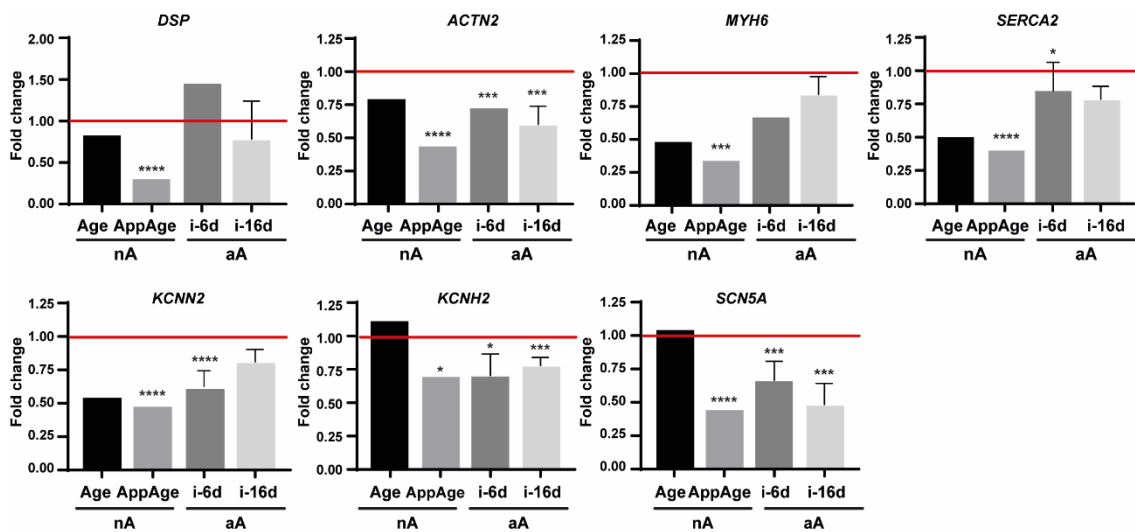 DSP
Fold change
2.00
1.50
1.00
0.50
0.00
****
Age AppAge i-6d i-16d
nA aA
ACTN2
Fold change
1.25
1.00
0.75
0.50
0.25
0.00
**** *** ***
Age AppAge i-6d i-16d
nA aA
MYH6
Fold change
1.25
1.00
0.75
0.50
0.25
0.00
***
Age AppAge i-6d i-16d
nA aA
SERCA2
Fold change
1.25
1.00
0.75
0.50
0.25
0.00
**** *
Age AppAge i-6d i-16d
nA aA
KCNN2
Fold change
1.25
1.00
0.75
0.50
0.25
0.00
**** ****
Age AppAge i-6d i-16d
nA aA
KCNH2
Fold change
1.25
1.00
0.75
0.50
0.25
0.00
* * ***
Age AppAge i-6d i-16d
nA aA
SCN5A
Fold change
1.25
1.00
0.75
0.50
0.25
0.00
**** *** ***
Age AppAge i-6d i-16d
nA aA